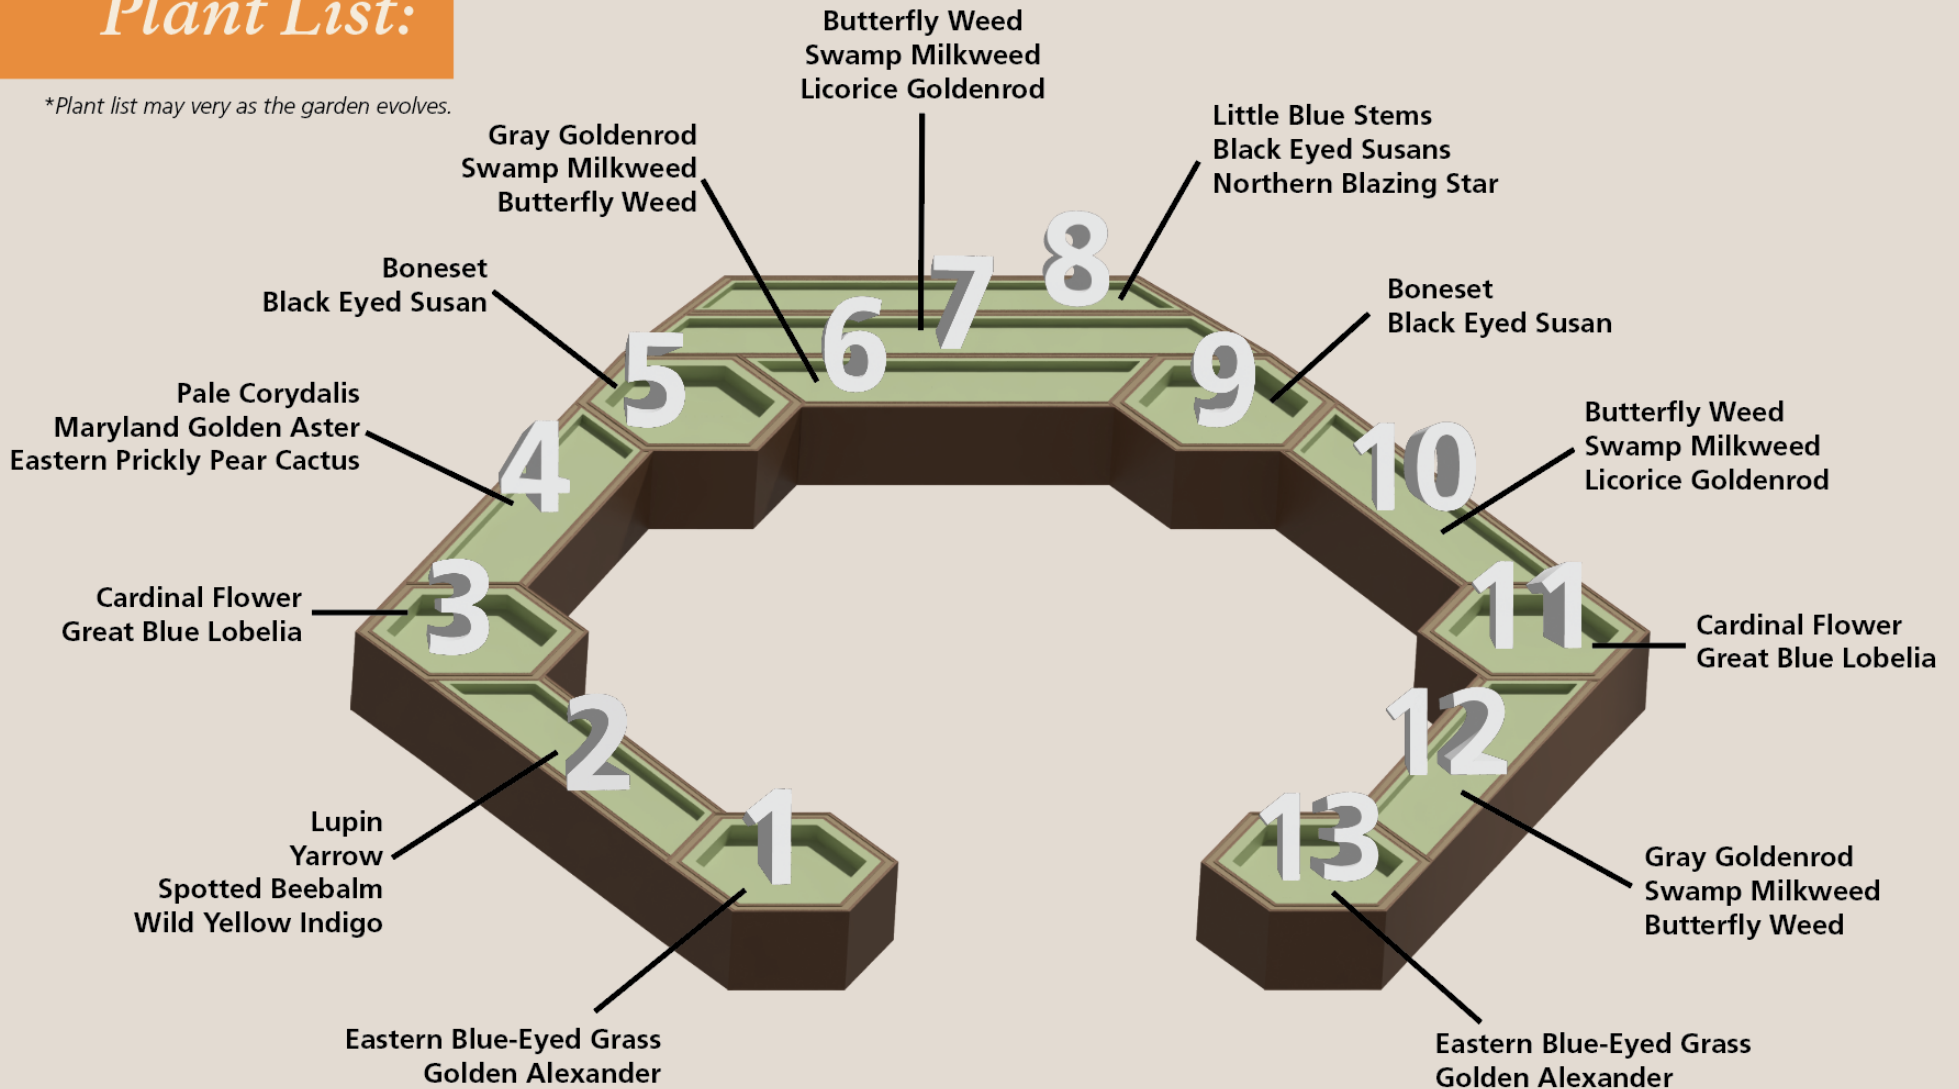 Plant List:
*Plant list may very as the garden evolves.
Butterfly Weed
Swamp Milkweed
Licorice Goldenrod
Gray Goldenrod
Swamp Milkweed
Butterfly Weed
Little Blue Stems
Black Eyed Susans
Northern Blazing Star
Boneset
Black Eyed Susan
Boneset
Black Eyed Susan
Pale Corydalis
Maryland Golden Aster
Eastern Prickly Pear Cactus
Butterfly Weed
Swamp Milkweed
Licorice Goldenrod
Cardinal Flower
Great Blue Lobelia
Cardinal Flower
Great Blue Lobelia
Lupin
Yarrow
Spotted Beebalm
Wild Yellow Indigo
Gray Goldenrod
Swamp Milkweed
Butterfly Weed
Eastern Blue-Eyed Grass
Golden Alexander
Eastern Blue-Eyed Grass
Golden Alexander
1
2
3
4
5
6
7
8
9
10
11
12
13